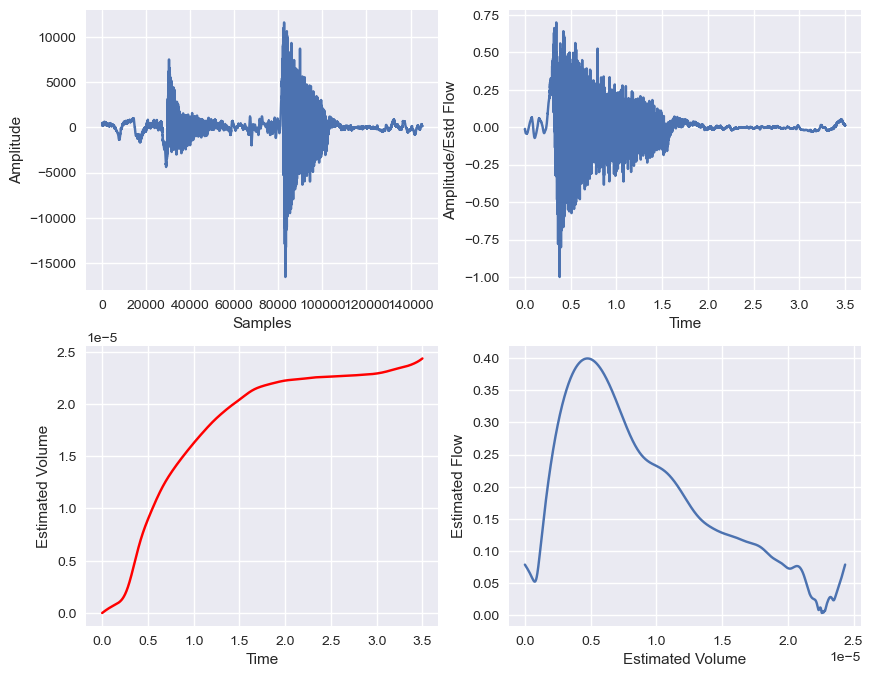 10000
5000
0
−5000
−10000
−15000
Amplitude
0 20000 40000 60000 80000 100000 120000 140000
Samples
0.75
0.50
0.25
0.00
−0.25
−0.50
−0.75
−1.00
Amplitude/Estd Flow
0.0 0.5 1.0 1.5 2.0 2.5 3.0 3.5
Time
1e−5
2.5
2.0
1.5
1.0
0.5
0.0
Estimated Volume
0.0 0.5 1.0 1.5 2.0 2.5 3.0 3.5
Time
0.40
0.35
0.30
0.25
0.20
0.15
0.10
0.05
0.00
Estimated Flow
0.0 0.5 1.0 1.5 2.0 2.5
Estimated Volume
1e−5